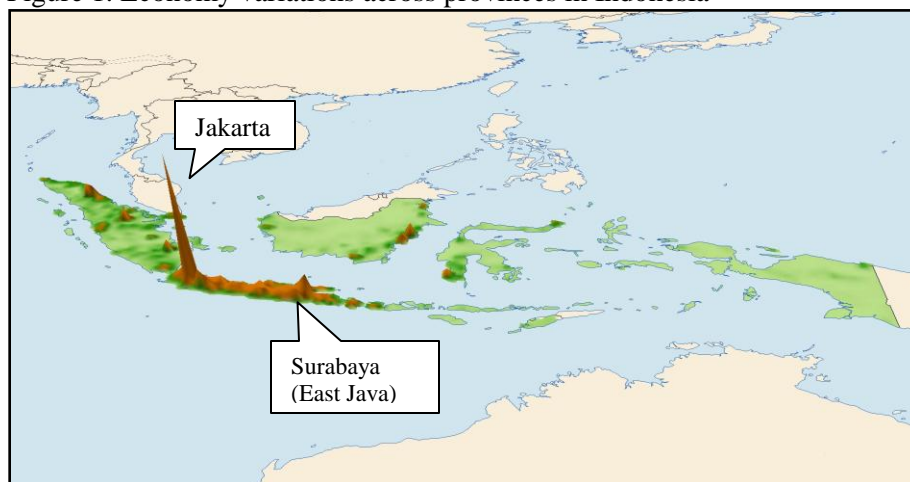 Figure 1. Economy variations across provinces in Indonesia
Jakarta
Surabaya
(East Java)